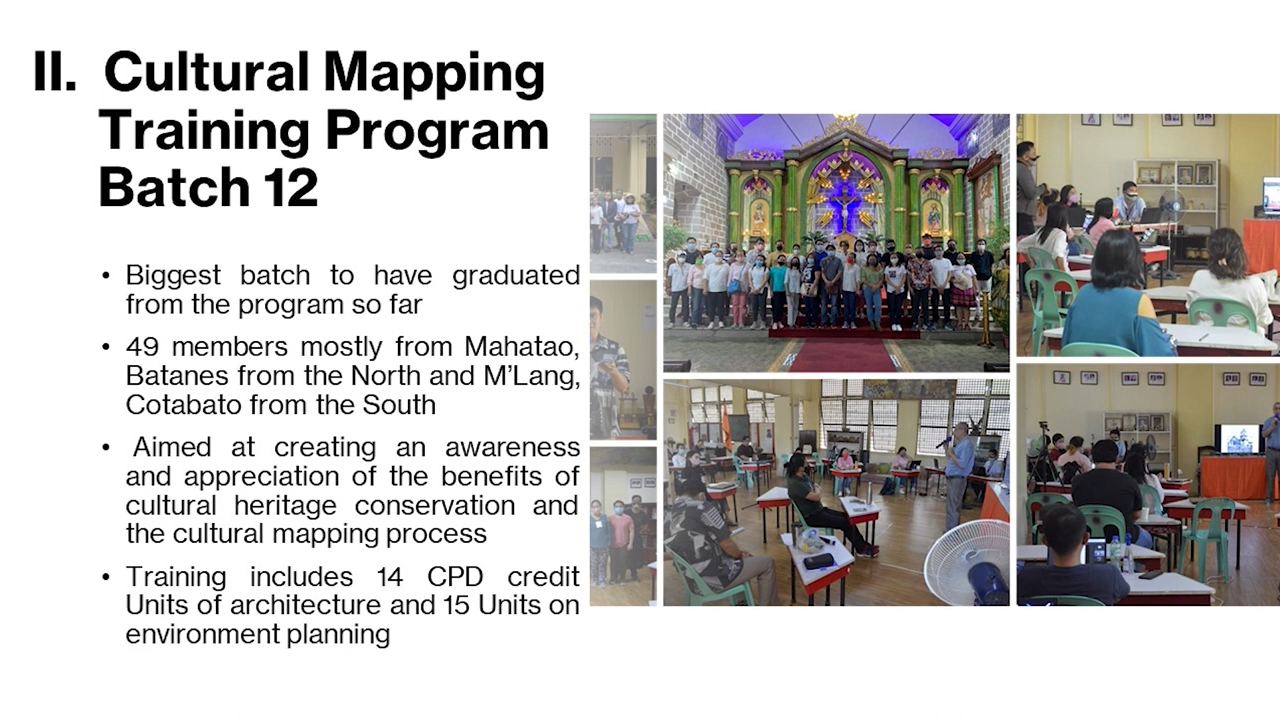 II. Cultural Mapping
Training Program
Batch 12
• Biggest batch to have graduated
from the program so far
• 49 members mostly from Mahatao,
Batanes from the North and M’Lang,
Cotabato from the South
• Aimed at creating an awareness
and appreciation of the benefits of
cultural heritage conservation and
the cultural mapping process
• Training includes 14 CPD credit
Units of architecture and 15 Units on
environment planning